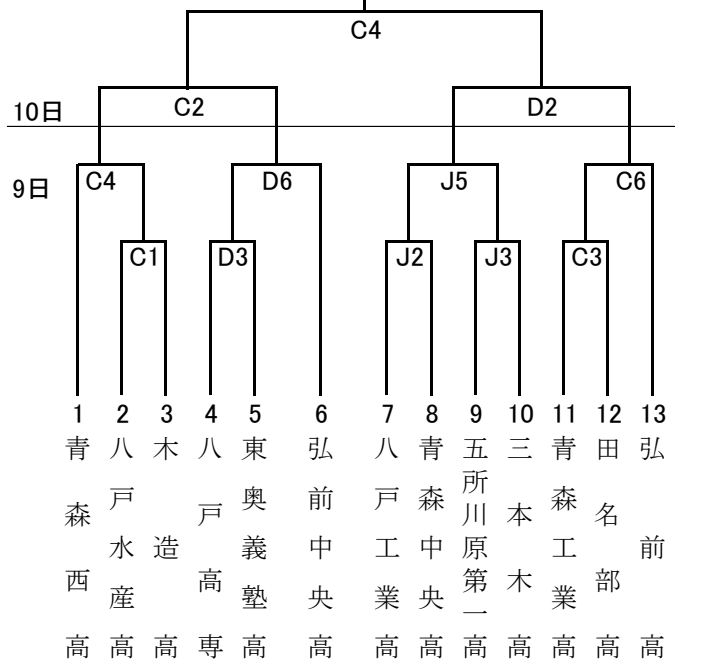 C4
10日
C2
D2
9日
C4
D6
J5
C6
C1
D3
J2
J3
C3
1
2
3
4
5
6
7
8
9
10
11
12
13
青森西高
八戸水産高
木造高
八戸高専
東奥義塾高
弘前中央高
八戸工業高
青森中央高
五所川原第一高
三本木高
青森工業高
田名部高
弘前高